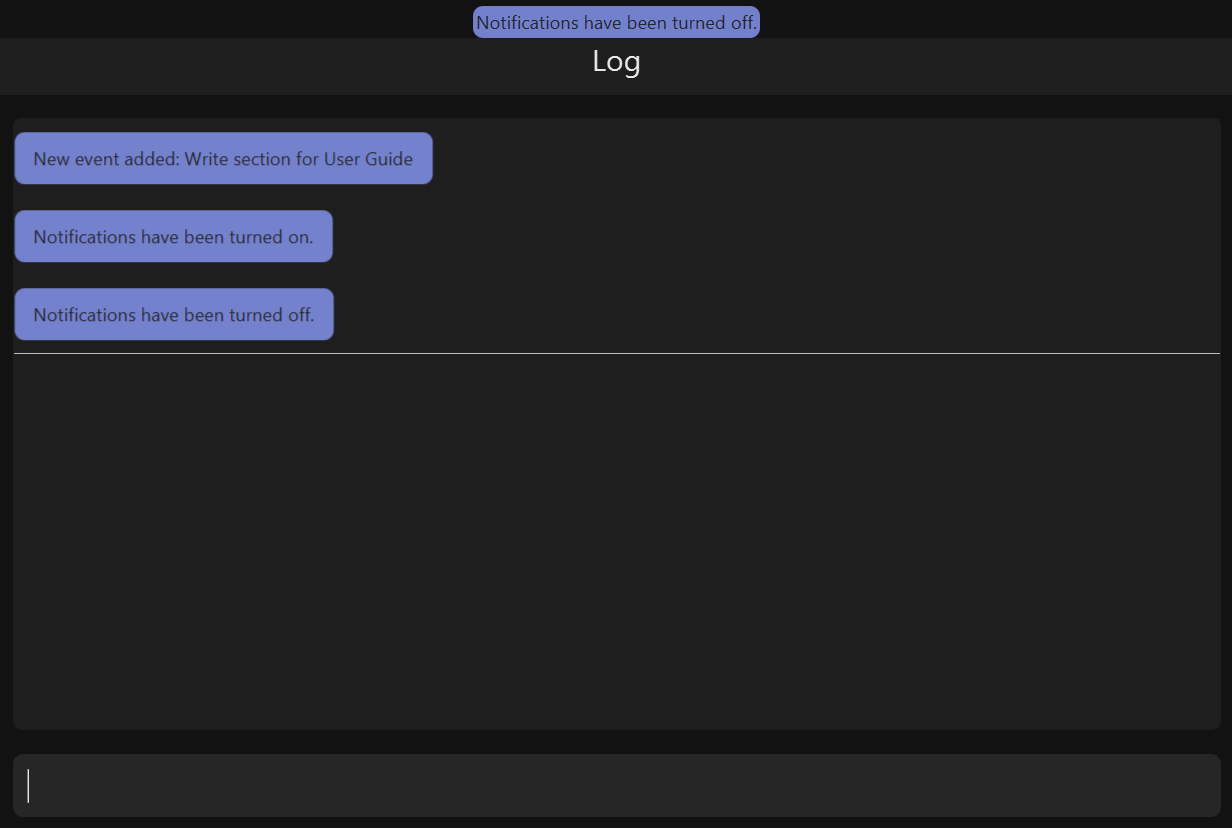 Notifications have been turned off.
Log
New event added: Write section for User Guide
Notifications have been turned on.
Notifications have been turned off.